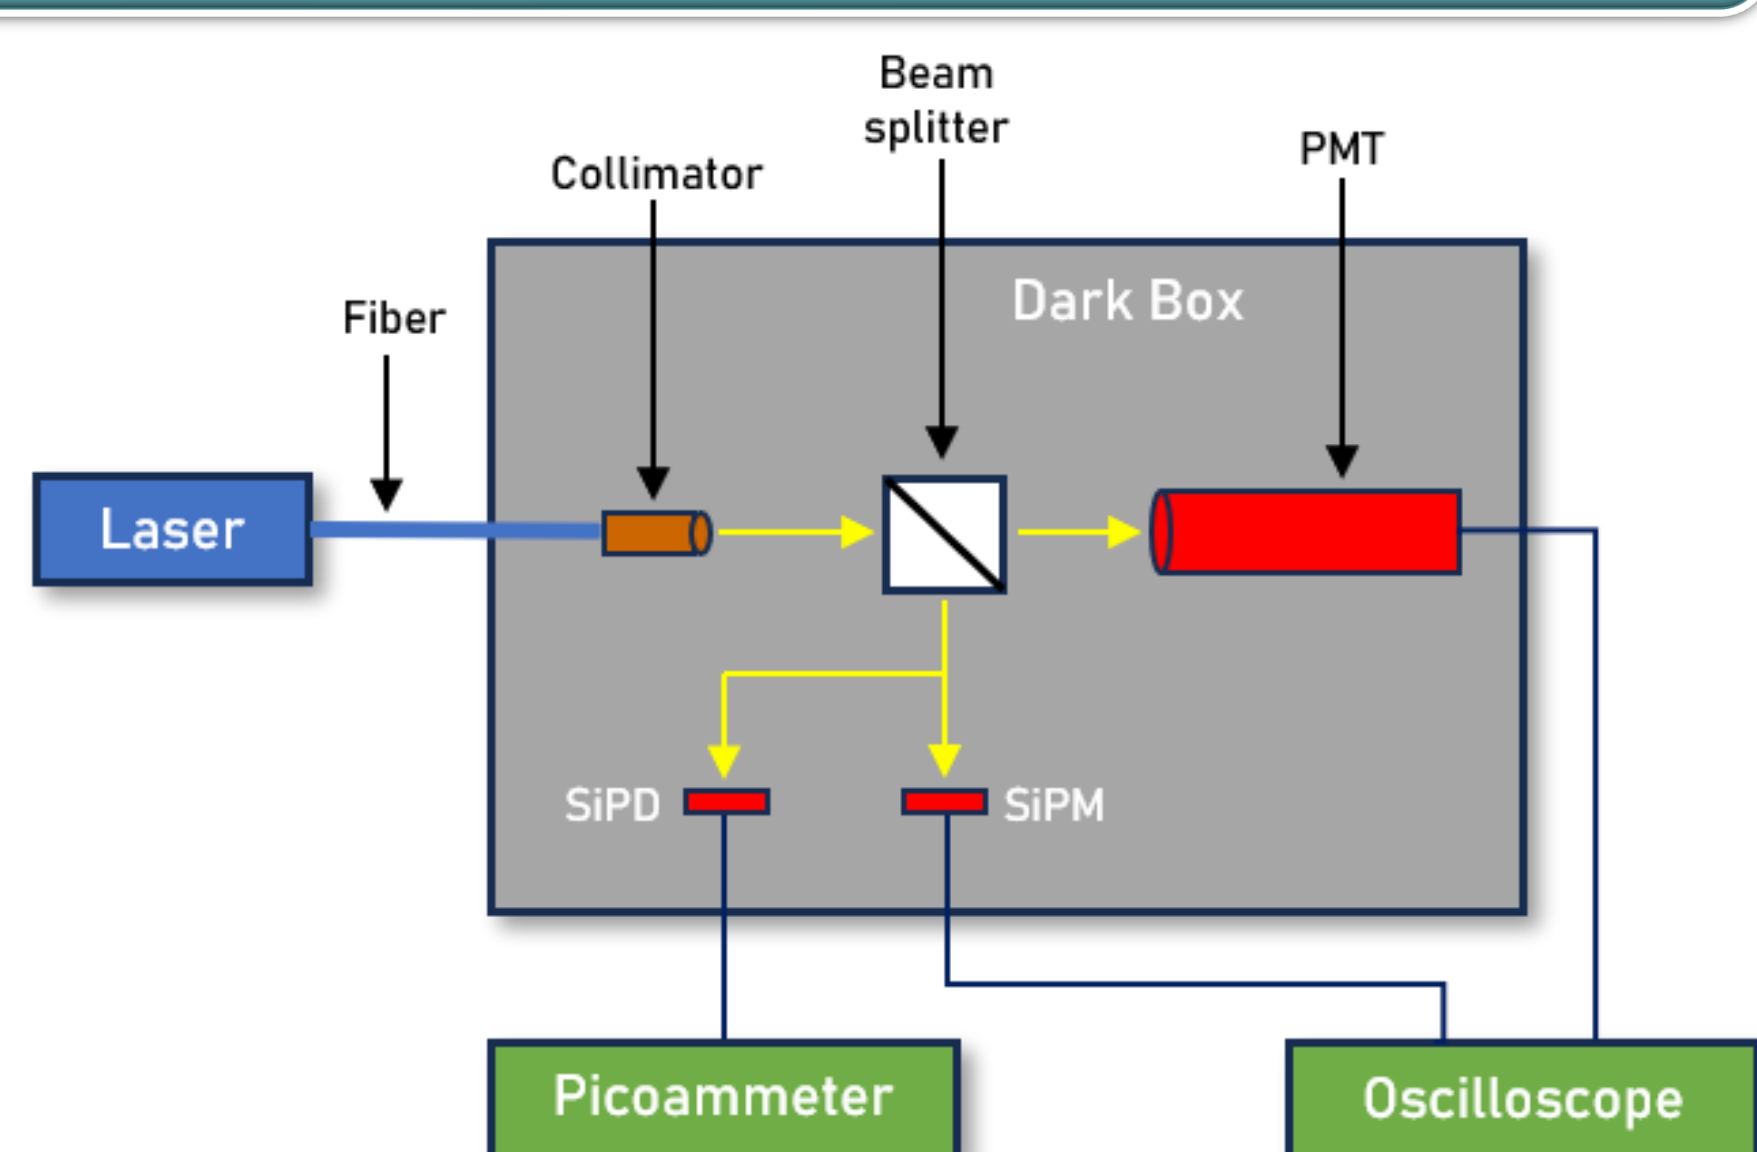 Beam
splitter
PMT
Collimator
Dark Box
Fiber
Laser
SiPD
SiPM
Picoammeter
Oscilloscope